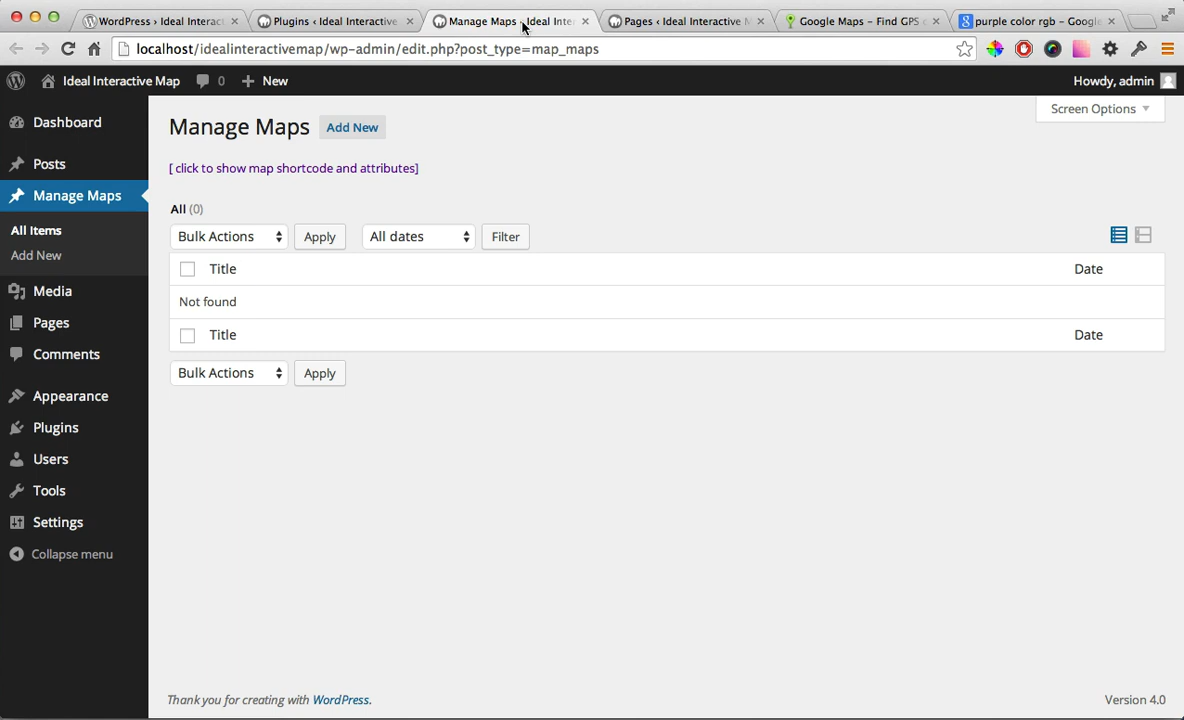 WordPress › Ideal Interac
Plugins ‹ Ideal Interactive
Manage Maps ‹ Ideal Inte
Pages ‹ Ideal Interactive M
Google Maps – Find GPS c
purple color rgb – Google
localhost/idealinteractivemap/wp-admin/edit.php?post_type=map_maps
Ideal Interactive Map
0
+ New
Howdy, admin
Screen Options
Dashboard
Posts
Manage Maps
All Items
Add New
Media
Pages
Comments
Appearance
Plugins
Users
Tools
Settings
Collapse menu
Manage Maps
Add New
[ click to show map shortcode and attributes]
All (0)
Bulk Actions Apply All dates Filter
Title Date
Not found
Title Date
Bulk Actions Apply
Thank you for creating with WordPress.
Version 4.0